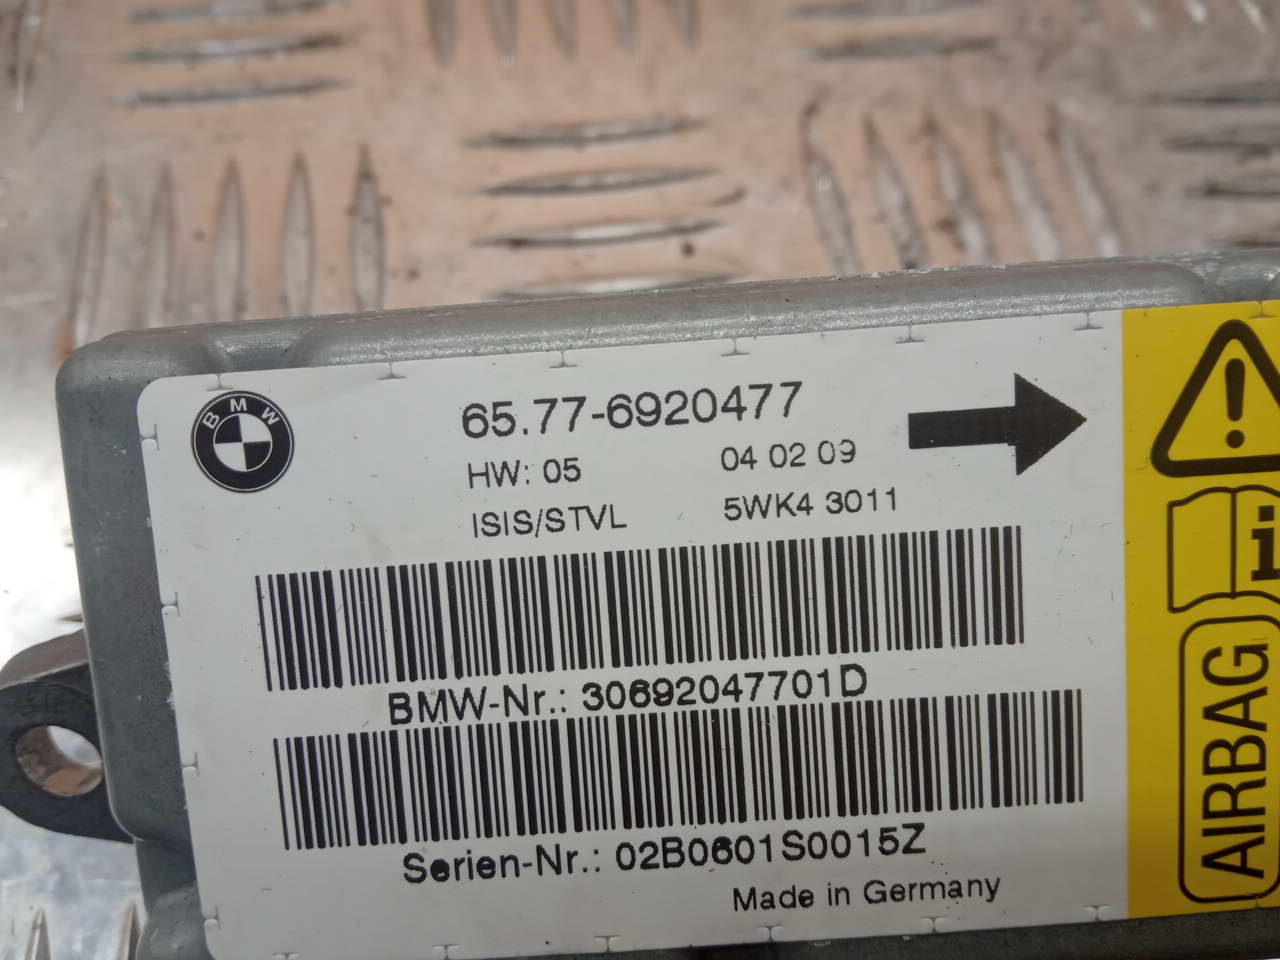 BMW
65.77-6920477
HW: 05
04 02 09
ISIS/STVL
5WK4 3011
BMW-Nr.: 30692047701D
Serien-Nr.: 02B0601S0015Z
Made in Germany
!
i
AIRBAG